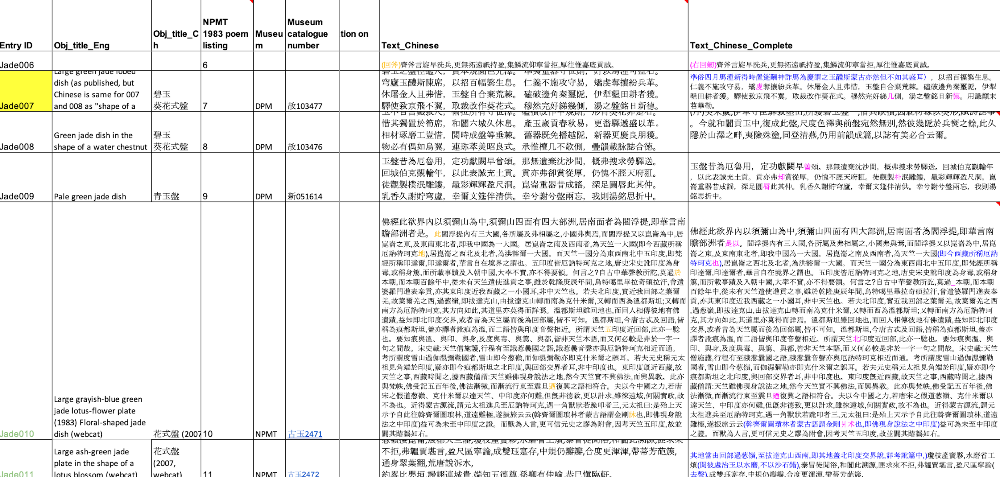 Entry ID
Obj_title_Eng
Obj_title_C
h
NPMT
1983 poem
listing
Museu
m
Museum
catalogue
number
tion on
Text_Chinese
Text_Chinese_Complete
Jade006
6
(回斧)齊斧言旋早洗兵,更無拓遠祇持盈,集鱗流仰寧當拒,厚往惟嘉底貢誠。
(右回劍)齊斧言旋早洗兵,更無拓遠祇持盈,集鱗流仰寧當拒,厚往惟嘉底貢誠。
Jade007
Large green jade lobed
dish (as published, but
Chinese is same for 007
and 008 as "shape of a
碧玉
葵花式盤
7
DPM
故103477
穹廬玉醴斯陳席, 以招百幅繁生息。 仁義不施攻守易, 矯虔奪攘紛兵革。
休屠金人且弗惜, 玉盤自合棄荒棘。 磕破邊角秦璽阨, 伊犁墾田耕者獲。
驛使致京飛不翼, 取裁改作葵花式。 穆然完好綈幾側, 湯之盤銘日新德。
準俗四月馬湩新得時置筵酬神詐馬為慶謂之玉醴斯蒙古亦然但不如其盛耳) , 以招百福繁生息。
仁義不施攻守易, 矯虔奪攘紛兵革。休屠金人且弗惜, 玉盤自合棄荒棘。磕破邊角秦璽阨, 伊犁
墾田耕者獲。驛使致京飛不翼, 取裁改作葵花式。穆然完好綈几側, 湯之盤銘日新徳。用識顛末
苕華勒。
Jade008
Green jade dish in the
shape of a water chestnut
碧玉
葵花式盤
8
DPM
故103476
惜其獨置於筍席, 和闐六城久休息。 產玉嵗貢春秋易, 更番驛遞盛以革。
相材琢磨工豈惜, 閲時成盤等垂棘。 舊器既免播越阨, 新器更慶良朋獲。
物必有偶如烏翼, 連珎萃美昭良式。 承惟檀几不敬側, 疊韻載詠誌合徳。
。今就和闐貢玉中,復成此盤,尺度色澤與前盤宛然無別,然彼幾阨於兵燹之餘,此久
隱於山澤之畔,夷險殊塗,同登清燕,仍用前韻成篇,以誌有美必合云爾。
Jade009
Pale green jade dish
青玉盤
9
DPM
新051614
玉盤昔為厄魯用, 定功獻闕早曾頌。那無遺棄沈沙間, 概弗搜求勞驛送。
回城伯克覲輪年, 以此表誠充土貢。貢亦弗卻賞從厚, 仍愧不脛天府羾。
徒觀製樸泯雕鏤, 鼂彩輝輝盈尺洞。崑崙重器昔成謠, 深足圓唇此其仲。
乳香久謝貯穹盧, 幸爾文筵伴清供。幸兮謝兮盤兩忘, 我則湯銘思折中。
玉盤昔為厄魯用, 定功獻闕早曽頌。那無遺棄沈沙間, 概弗搜求勞驛送。回城伯克覲輪年
, 以此表誠充土貢。貢亦弗却賞從厚, 仍愧不脛天府羾。徒觀製朴泯雕鏤, 鼂彩輝輝盈尺洞。崑
崙重器昔成謡, 深足圓脣此其仲。乳香久謝貯穹廬, 幸爾文筵伴清供。幸兮謝兮盤兩忘, 我則湯
銘思折中。
Jade010
Large grayish-blue green
jade lotus-flower plate
(1983) Floral-shaped jade
dish (webcat)
花式盤 (2007
10
NPMT
古玉2471
佛經此欲界內以須彌山為中,須彌山四面有四大部洲,居南面者為閻浮提,即華言南
瞻部洲者是。 此閻浮提內有三大國,各所屬及弗相屬之,小國弗與焉,而閻浮提又以崑崙為中,居
崑崙之東,及東南東北者,即我中國為一大國。居崑崙之南及西南者,為天竺一大國(即今西藏所稱
厄訥特珂克地),居崑崙之西北及北者,為洪豁爾一大國。而天竺一國分為東西南北中五印度,即梵
經所稱印達爾,印達爾者,華言自在境界之謂也。五印度皆厄訥特珂克之地,唐史宋史訛印度為身
毒,或稱身篤,而所載事蹟及入朝中國,大率不實,亦不得要領。何言之?自古中華聲教所訖,莫過於
本朝,而本朝百餘年中,從未有天竺遣使進貢之事,雖於乾隆庚辰年間,烏特噶里畢拉奇碩拉汗,會遣
婆羅門進表奉貢,亦其東印度近我西藏之一小國耳,非中天竺也。若夫北印度,實近我回部之葉爾
羌,故葉爾羌之西,過葱嶺,即拔達克山,由拔達克山轉而南為克什米爾,又轉而西為溫都斯坦;又轉而
南方為厄訥特珂克,其方向如此,其道里亦莫得而詳焉。溫都斯坦雖回地也,而回人相傳彼地有佛
遺蹟,益知即北印度交界,或者昔為天竺屬而後為回部屬,皆不可知。溫都斯坦,今唐古忒及回語,皆
稱為痕都斯坦,盖亦譯者訛痕為溫,而二語皆與印度音聲相近。所謂天竺五印度近回部,此亦一騐
也。要知痕與溫、與印、與身,及度與毒、與篤、與都,皆非天竺本語,而又何必較是非於一字一
句之間哉。宋史載:天竺僧施護,行程有至誐惹曩國之語,誐惹曩音聲亦與厄訥特珂克相近而通。
考所謂度雪山過伽濕彌勒國者,雪山即今葱嶺,而伽濕彌勒亦即克什米爾之誤耳。若夫元史稱元太
祖見角端於印度,疑亦即今痕都斯坦之北印度,與回部交界者耳,非中印度也。東印度旣近西藏,故
天竺之事,西藏時聞之,據西藏僧謂:天竺雖佛現身說法之地,然今天竺實不興佛法,而興異教。此亦
與梵帙,佛受記五百年後,佛法漸微,而漸流行東至震旦迺復興之語相符合。夫以今中國之力,若唐
宋之假道葱嶺、克什米爾以達天竺、中印度亦何難,但旣非德致,更以計求,雖徠遠域,何關實政,故
不為也。近得蒙古源流,謂元太祖進兵至厄訥特珂克,遇一角獸狀若跪叩者三,元太祖曰:是殆上天
示予自此往斡齊爾圖瓊林,道遠難極,遂振旅云云(斡齊爾圖瓊林者蒙古語謂金剛牀也,即佛現身說
法之中印度)益可為未至中印度之證。而獸為人言,更可信元史之謬為附會,因考天竺五印度,故並
闢其踳譌如右。
佛經此欲界內以須彌山為中,須彌山四面有四大部洲,居南面者為閻浮提,即華言南
瞻部洲者是以。閻浮提內有三大國,各所屬及弗相屬之,小國弗與焉,而閻浮提又以崑崙為中,居崑
崙之東,及東南東北者,即我中國為一大國。居崑崙之南及西南者,為天竺一大國(即今西藏所稱厄訥
特珂克也),居崑崙之西北及北者,為洪豁爾一大國。而天竺一國分為東西南北中五印度,即梵經所稱
印達爾,印達爾者,華言自在境界之謂也。五印度皆厄訥特珂克之地,唐史宋史訛印度為身毒,或稱身
篤,而所載事蹟及入朝中國,大率不實,亦不得要領。何言之?自古中華聲教所訖,莫過_本朝,而本朝
百餘年中,從未有天竺遣使進貢之事,雖於乾隆庚辰年間,烏特噶里畢拉奇碩拉汗,曾遣婆羅門進表奉
貢,亦其東印度近我西藏之一小國耳,非中天竺也。若夫北印度,實近我回部之葉爾羌,故葉爾羌之西
,過葱嶺,即拔達克山,由拔達克山轉而南為克什米爾,又轉而西為溫都斯坦;又轉而南方為厄訥特珂
克,其方向如此,其道里亦莫得而詳焉。溫都斯坦雖回地也,而回人相傳彼地有佛遺蹟,益知即北印度
交界,或者昔為天竺屬而後為回部屬,皆不可知。溫都斯坦,今唐古忒及回語,皆稱為痕都斯坦,盖亦
譯者訛痕為溫,而二語皆與印度音聲相近。所謂天竺北印度近回部,此亦一騐也。要知痕與溫、與
印、與身,及度與毒、與篤、與都,皆非天竺本語,而又何必較是非於一字一句之間哉。宋史載:天竺
僧施護,行程有至誐惹曩國之語,誐惹曩音聲亦與厄訥特珂克相近而通。考所謂度雪山過伽濕彌勒
國者,雪山即今葱嶺,而伽濕彌勒亦即克什米爾之誤耳。若夫元史稱元太祖見角端於印度,疑亦即今
痕都斯坦之北印度,與回部交界者耳,非中印度也。東印度旣近西藏,故天竺之事,西藏時聞之,據西
藏僧謂:天竺雖佛現身說法之地,然今天竺實不興佛法,而興異教。此亦與梵帙,佛受記五百年後,佛
法漸微,而漸流行東至震旦廼復興之語相符合。夫以今中國之力,若唐宋之假道葱嶺、克什米爾以
達天竺、中印度亦何難,但旣非德致,更以計求,雖徠遠域,何關實政,故不為也。近得蒙古源流,謂元
太祖進兵至厄訥特珂克,遇一角獸狀若跪叩者三,元太祖曰:是殆上天示予自此往斡齊爾圖瓊林,道遠
難極,遂振旅云云(斡齊爾圖瓊林者蒙古語謂金剛爿术也,即佛現身說法之中印度)益可為未至中印度
之證。而獸為人言,更可信元史之謬為附會,因考天竺五印度,故並闢其踳譌如右。
Jade011
Large ash-green jade
plate in the shape of a
lotus blossom (webcat)
花式盤
(2007,
webcat)
11
NPMT
古玉2472
不拒,弗韞賈堪言,盈尺區寧論,成雙珏寔存,中規仍瓣瓣,合度更渾渾,帶蒂芳葩簇,
通身翠葉翻,荒唐說泝水,
約畧比嬰垣,謾詡連城貴,端知五德尊,孫卿有佳喻,恭已愼臨軒。
其地當由回部過葱嶺,至拔達克山西南,即其地盖北印度交界說,詳考訛篇中,)瓊枝產寶夥,水磨省工
煩(聞彼處治玉以水磨,不以沙石錯),泰冒徒聞浴,和闐此溯源,匪求來不拒,弗韞賈堪言,盈尺區寧論(
去聲),成雙珏寔存,中規仍瓣瓣,合度更渾渾,帶蒂芳葩簇,